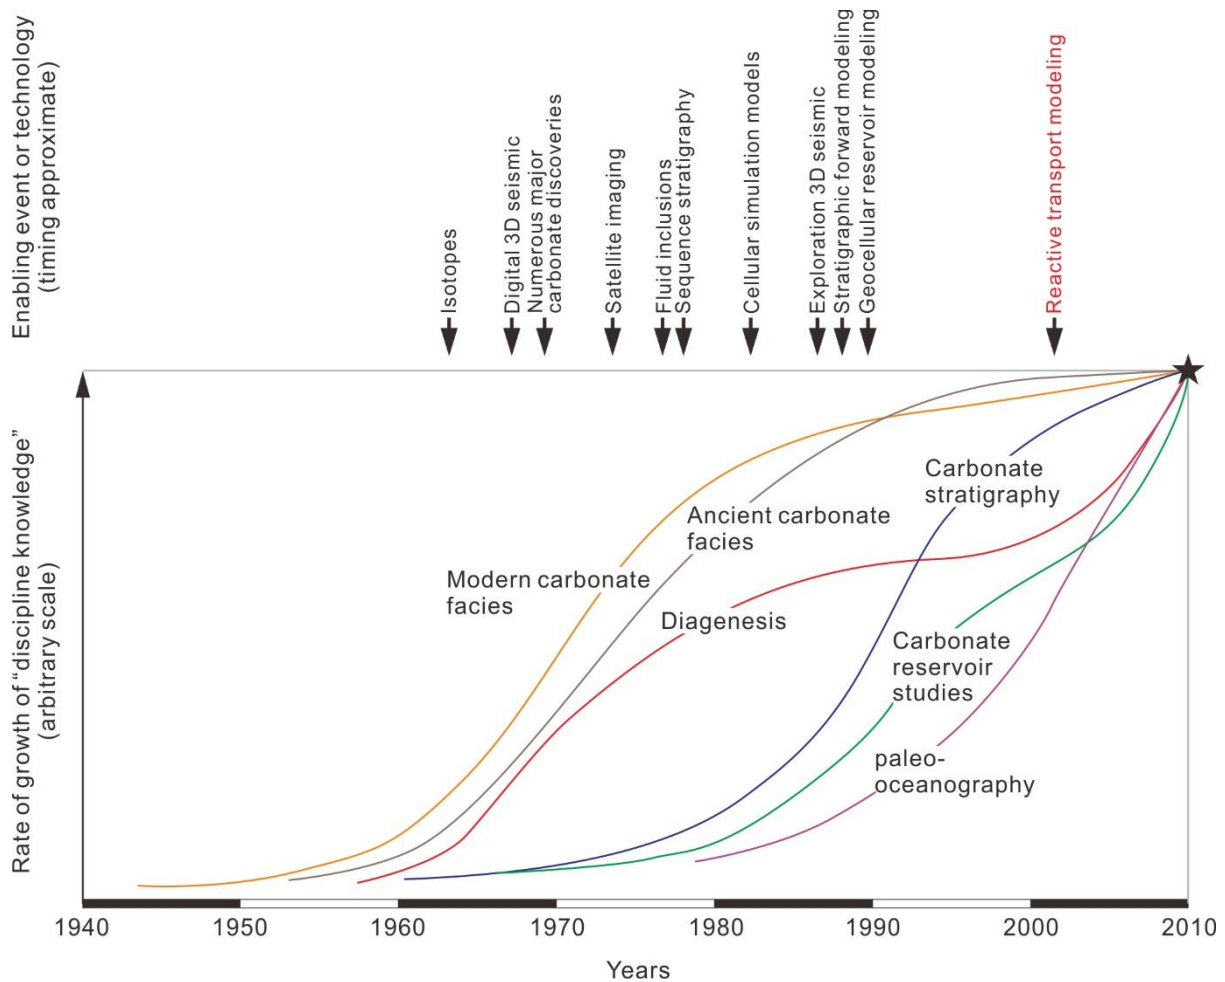 Enabling event or technology
(timing approximate)
Isotopes
Digital 3D seismic
Numerous major
carbonate discoveries
Satellite imaging
Fluid inclusions
Sequence stratigraphy
Cellular simulation models
Exploration 3D seismic
Stratigraphic forward modeling
Geocellular reservoir modeling
Reactive transport modeling
Rate of growth of “discipline knowledge”
(arbitrary scale)
Carbonate
stratigraphy
Ancient carbonate
facies
Modern carbonate
facies
Diagenesis
Carbonate
reservoir
studies
paleo-
oceanography
1940
1950
1960
1970
1980
1990
2000
2010
Years